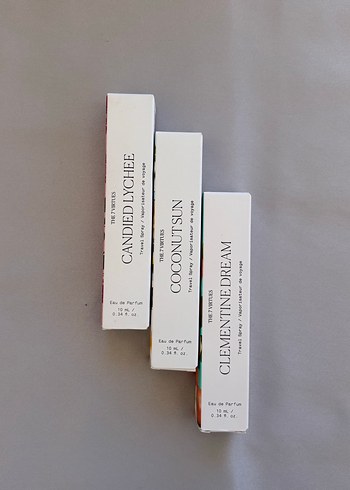 THE 7 VIRTUES
CANDIED LYCHEE
Travel Spray / Vaporisateur de voyage
Eau de Parfum
10 mL /
0.34 fl. oz
THE 7 VIRTUES
COCONUT SUN
Travel Spray / Vaporisateur de voyage
Eau de Parfum
10 mL /
0.34 fl. oz
THE 7 VIRTUES
CLEMENTINE DREAM
Travel Spray / Vaporisateur de voyage
Eau de Parfum
10 mL /
0.34 fl. oz